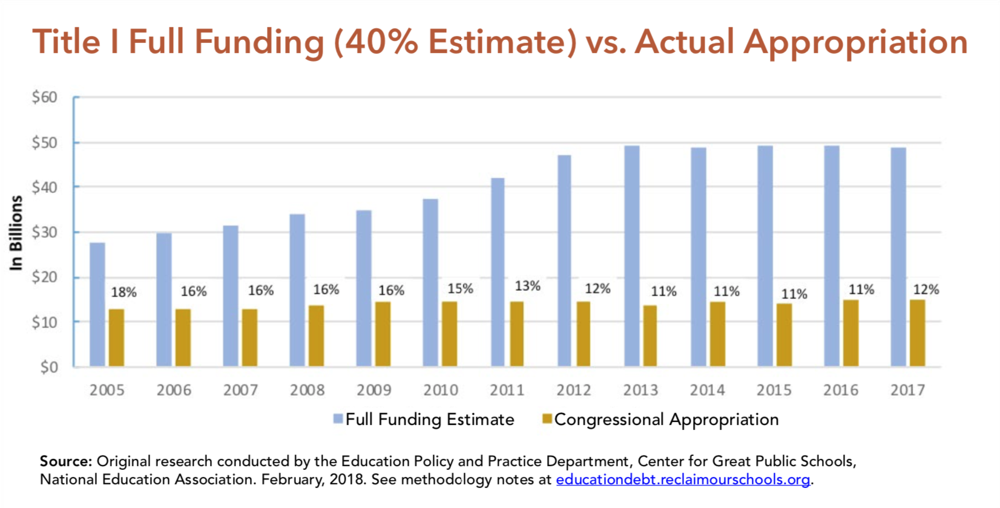 Title I Full Funding (40% Estimate) vs. Actual Appropriation
$60
$50
$40
$30
$20
$10
$0
In Billions
18% 16% 16% 16% 16% 15% 13% 12% 11% 11% 11% 11% 12%
2005 2006 2007 2008 2009 2010 2011 2012 2013 2014 2015 2016 2017
Full Funding Estimate Congressional Appropriation
Source: Original research conducted by the Education Policy and Practice Department, Center for Great Public Schools,
National Education Association. February, 2018. See methodology notes at educationdebt.reclaimourschools.org.